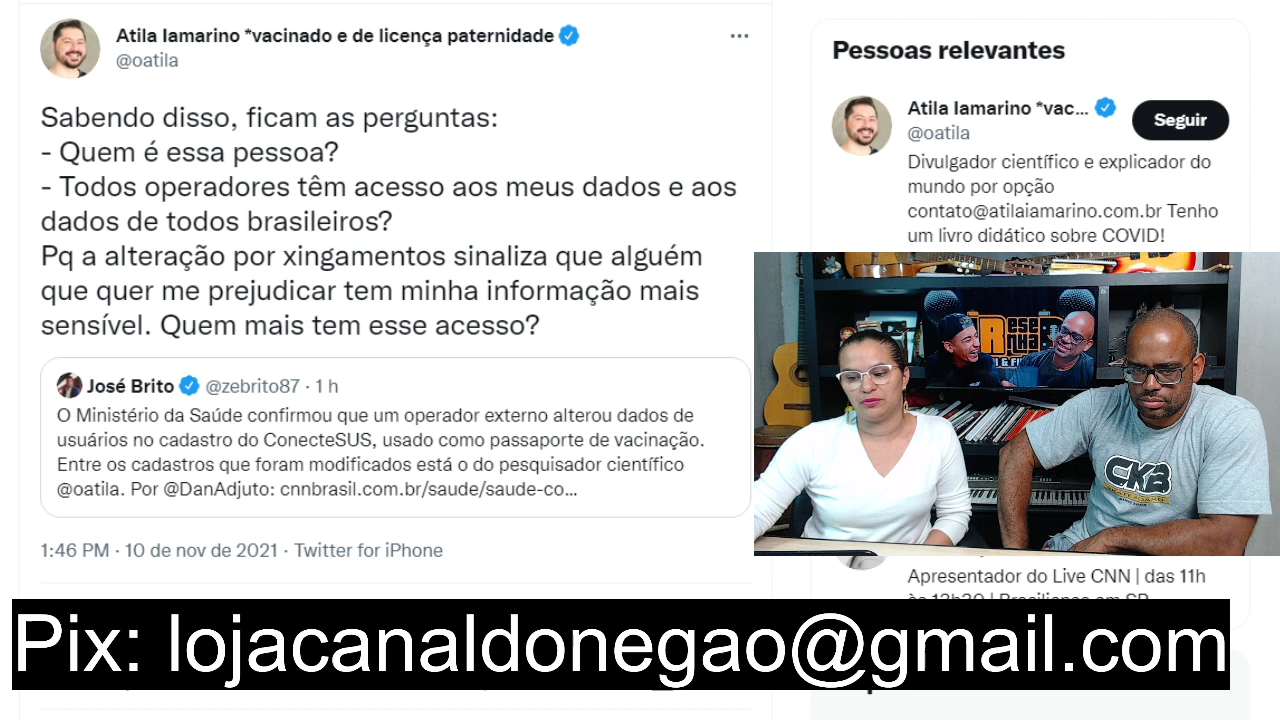 Atila Iamarino *vacinado e de licença paternidade
@oatila
Sabendo disso, ficam as perguntas:
- Quem é essa pessoa?
- Todos operadores têm acesso aos meus dados e aos
dados de todos brasileiros?
Pq a alteração por xingamentos sinaliza que alguém
que quer me prejudicar tem minha informação mais
sensível. Quem mais tem esse acesso?
José Brito @zebrito87 · 1 h
O Ministério da Saúde confirmou que um operador externo alterou dados de
usuários no cadastro do ConecteSUS, usado como passaporte de vacinação.
Entre os cadastros que foram modificados está o do pesquisador científico
@oatila. Por @DanAdjuto: cnnbrasil.com.br/saude/saude-co...
1:46 PM · 10 de nov de 2021 · Twitter for iPhone
Pessoas relevantes
Atila Iamarino *vac...
@oatila
Seguir
Divulgador científico e explicador do
mundo por opção
contato@atilaiamarino.com.br Tenho
um livro didático sobre COVID!
CKB
Apresentador do Live CNN | das 11h
Pix: lojacanaldonegao@gmail.com